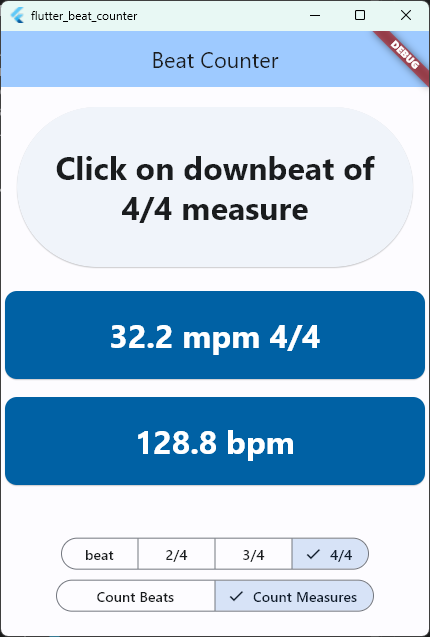 flutter_beat_counter
Beat Counter
DEBUG
Click on downbeat of
4/4 measure
32.2 mpm 4/4
128.8 bpm
beat 2/4 3/4 4/4
Count Beats Count Measures